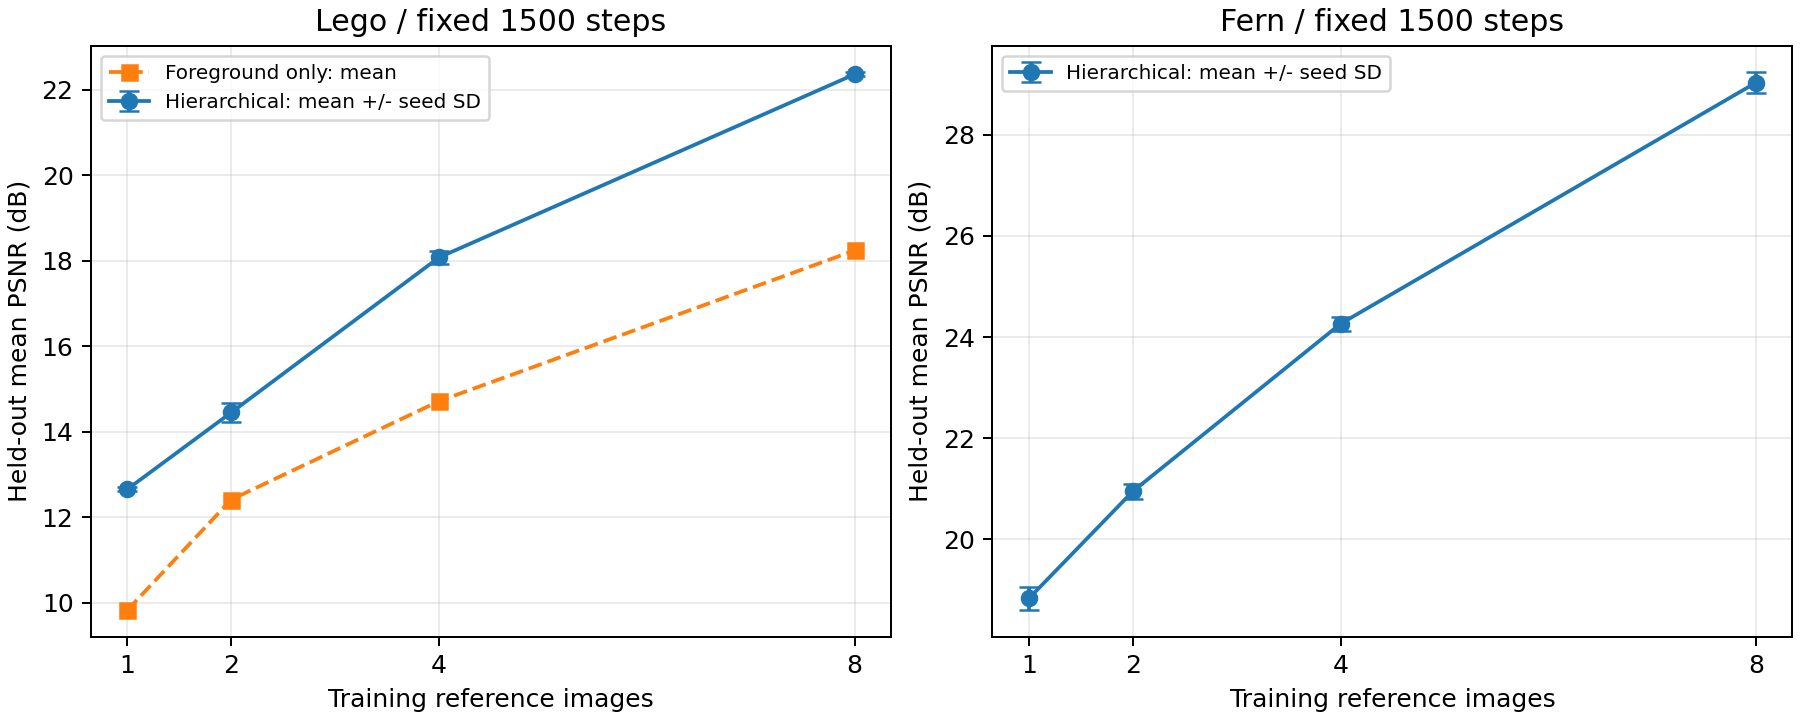 Lego / fixed 1500 steps
Foreground only: mean
Hierarchical: mean +/- seed SD
Held-out mean PSNR (dB)
22
20
18
16
14
12
10
1 2 4 8
Training reference images
Fern / fixed 1500 steps
Hierarchical: mean +/- seed SD
Held-out mean PSNR (dB)
28
26
24
22
20
1 2 4 8
Training reference images